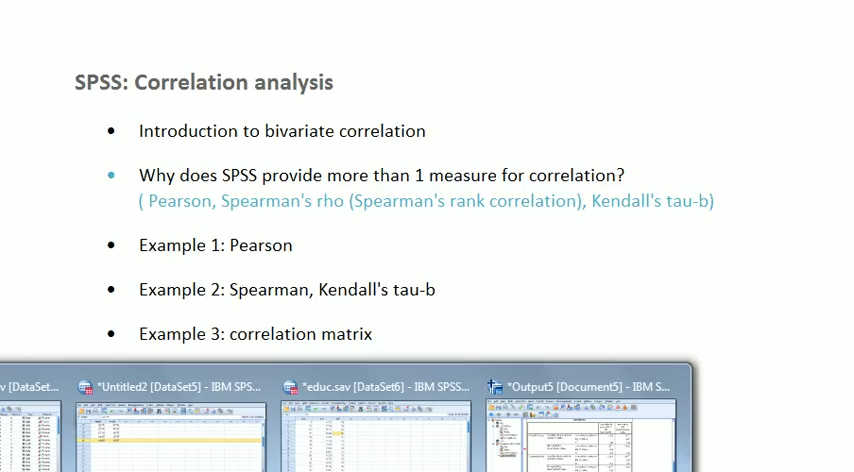 SPSS: Correlation analysis
• Introduction to bivariate correlation
• Why does SPSS provide more than 1 measure for correlation?
( Pearson, Spearman's rho (Spearman's rank correlation), Kendall's tau-b)
• Example 1: Pearson
• Example 2: Spearman, Kendall's tau-b
• Example 3: correlation matrix
v [DataSet... *Untitled2 [DataSet5] - IBM SPS... *educ.sav [DataSet6] - IBM SPSS... *Output5 [Document5] - IBM S...